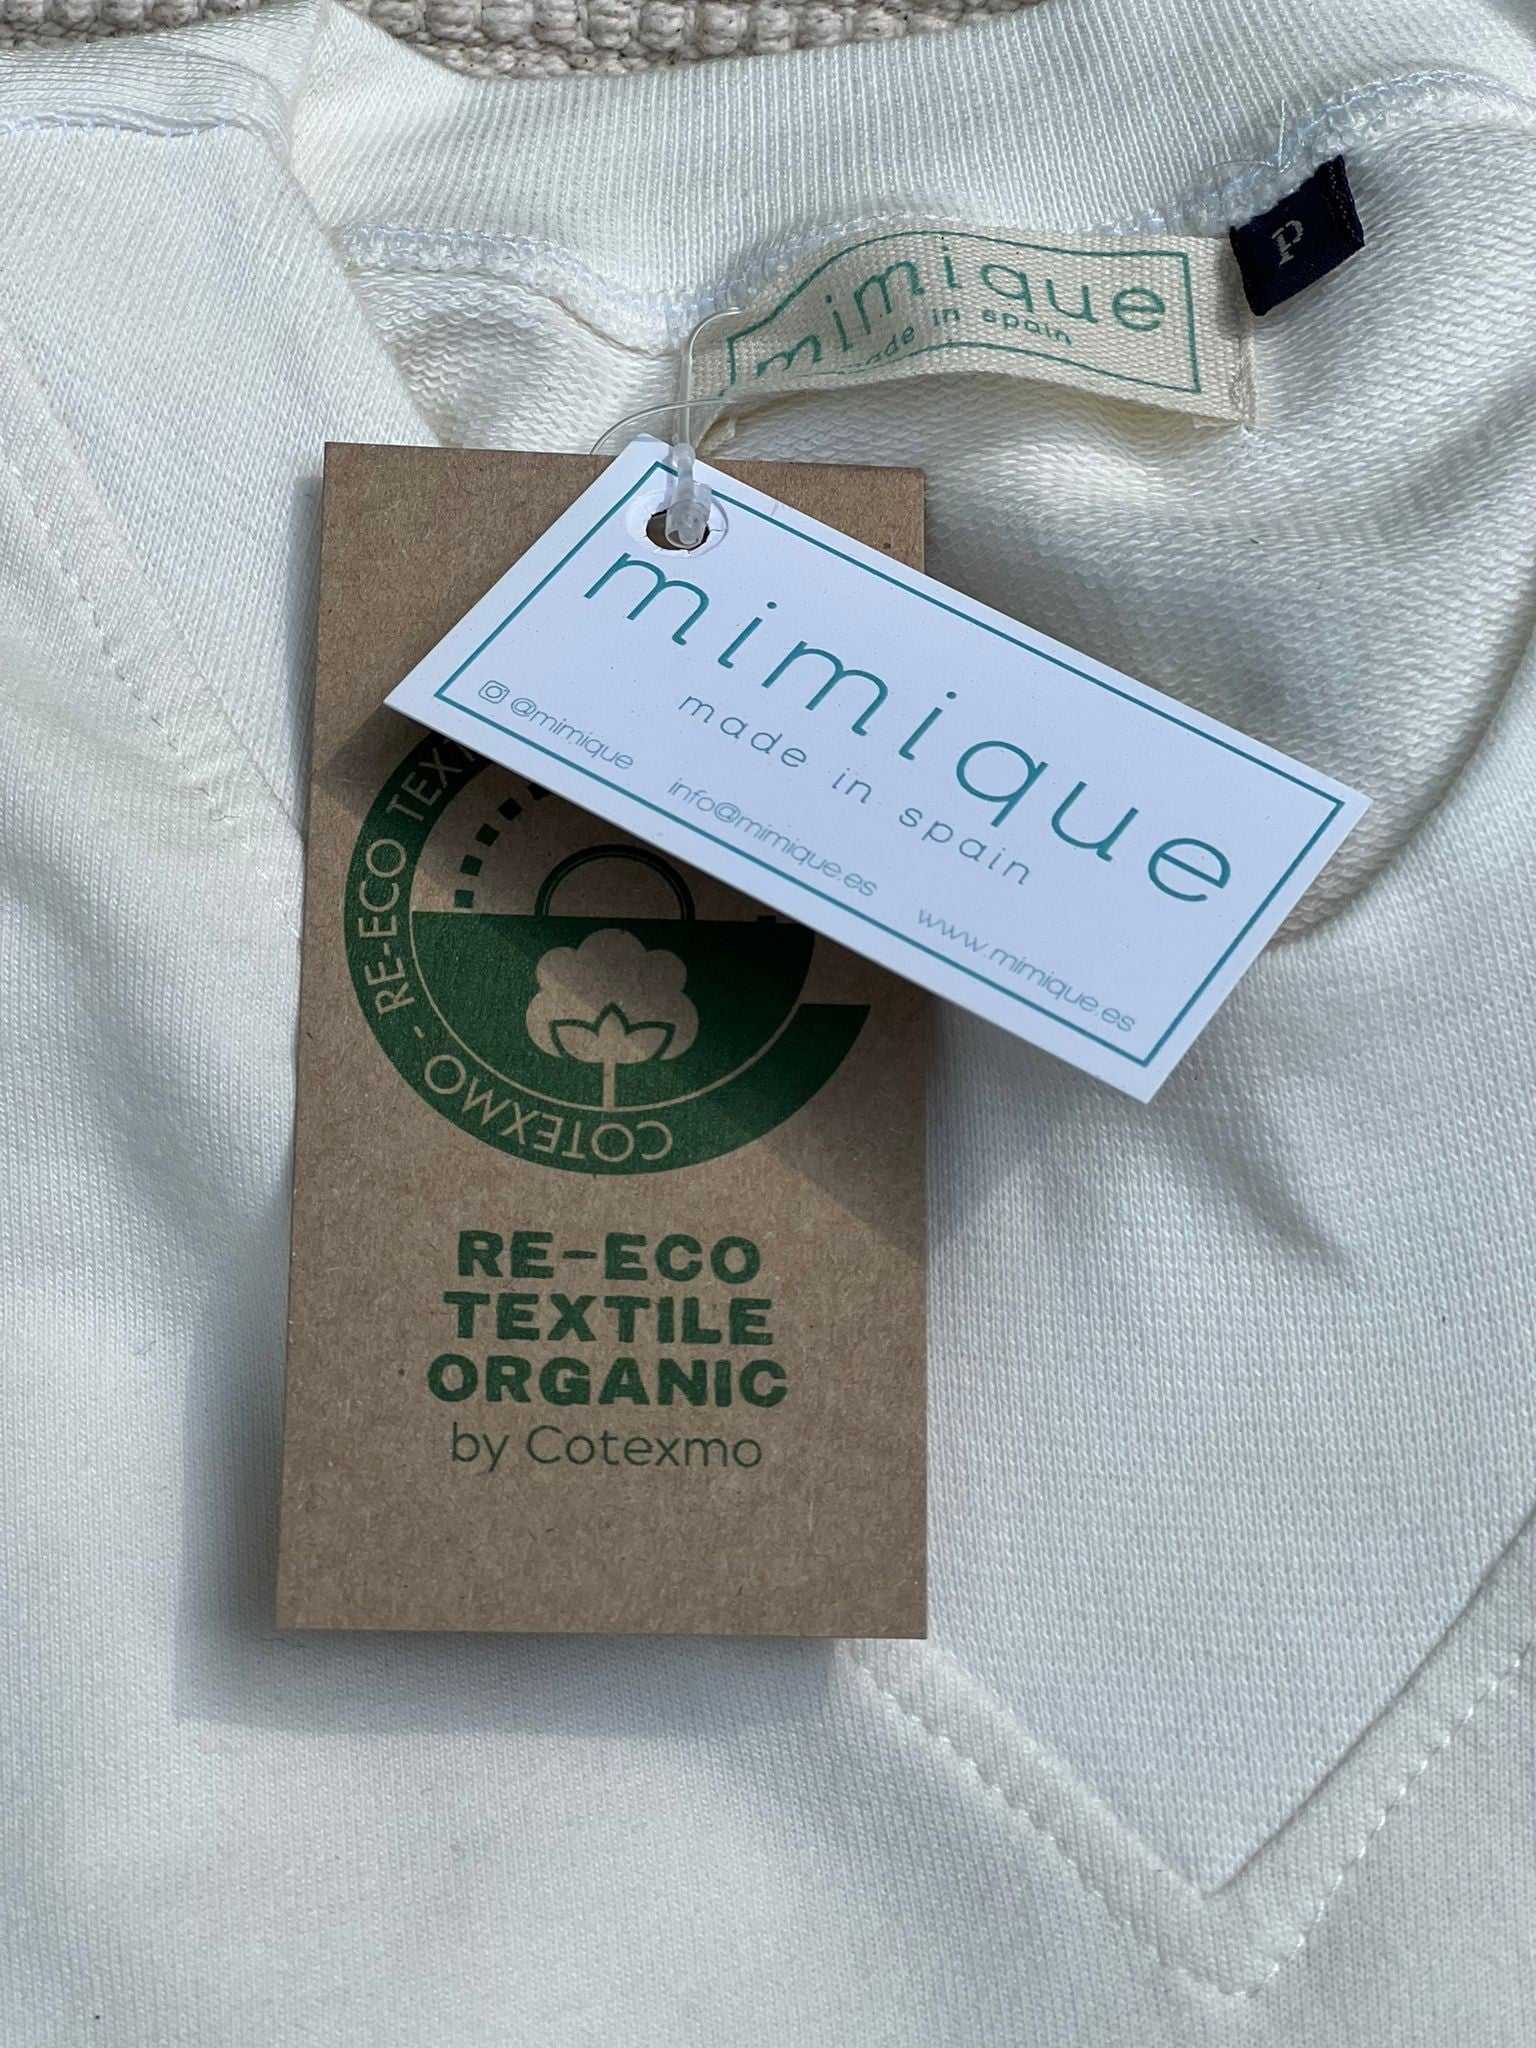 mimique
made in spain
P
mimique
made in spain
@mimique
info@mimique.es
www.mimique.es
COTEXMO - RE-ECO
RE-ECO
TEXTILE
ORGANIC
by Cotexmo